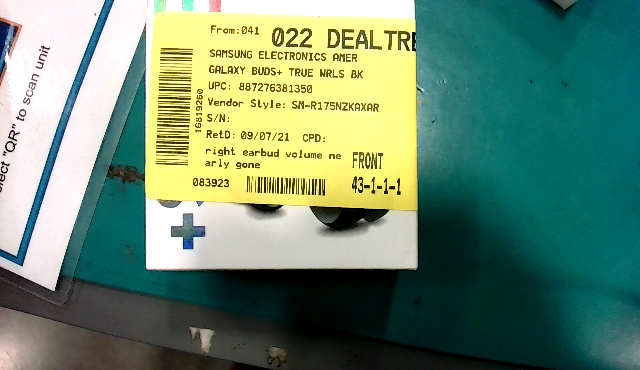 From:041 022 DEALTRE
SAMSUNG ELECTRONICS AMER
GALAXY BUDS+ TRUE WRLS BK
UPC: 887276381350
Vendor Style: SM-R175NZKAXAR
S/N:
RetD: 09/07/21 CPD:
right earbud volume ne
arly gone
FRONT
083923
43-1-1-1
16819260
elect "QR" to scan unit